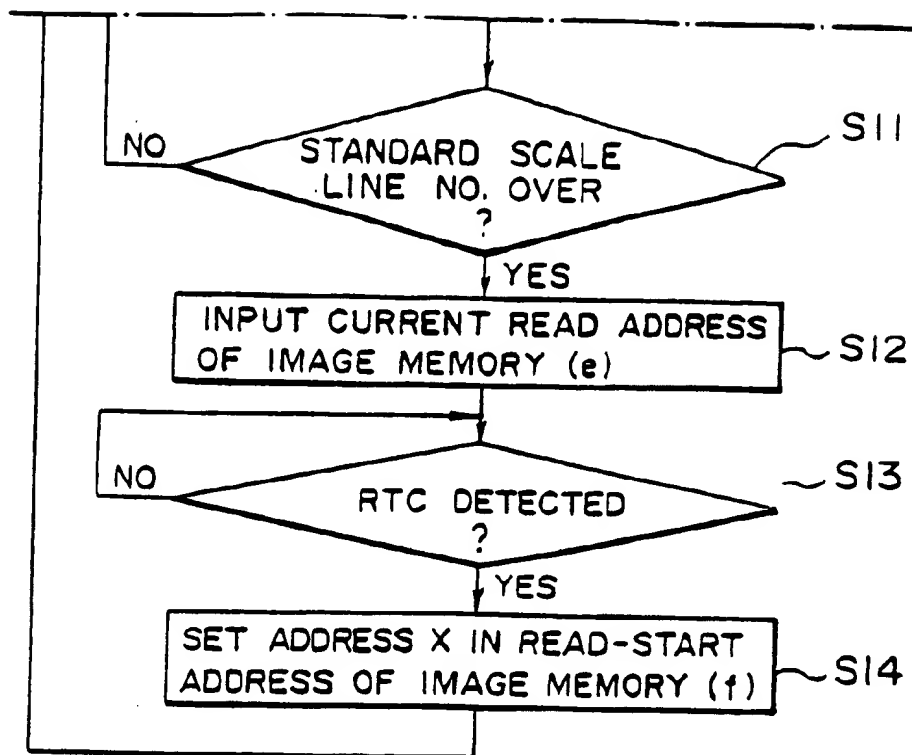 NO
STANDARD SCALE
LINE NO. OVER
?
S11
YES
INPUT CURRENT READ ADDRESS
OF IMAGE MEMORY (e)
S12
NO
RTC DETECTED
?
S13
YES
SET ADDRESS X IN READ-START
ADDRESS OF IMAGE MEMORY (f)
S14